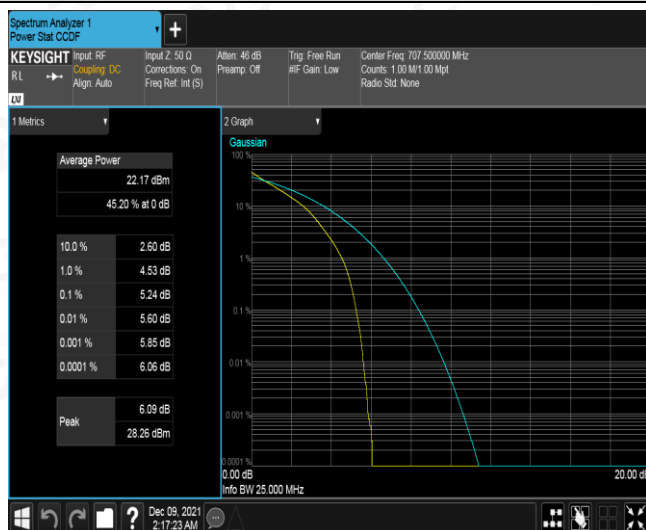 Spectrum Analyzer 1
Power Stat CCDF
+
KEYSIGHT
RL
LXI
Input: RF
Coupling: DC
Align: Auto
Input Z: 50 Ω
Corrections: On
Freq Ref: Int (S)
Atten: 46 dB
Preamp: Off
Trig: Free Run
#IF Gain: Low
Center Freq: 707.500000 MHz
Counts: 1.00 M/1.00 Mpt
Radio Std: None
1 Metrics
Average Power
22.17 dBm
45.20 % at 0 dB
10.0 % 2.60 dB
1.0 % 4.53 dB
0.1 % 5.24 dB
0.01 % 5.60 dB
0.001 % 5.85 dB
0.0001 % 6.06 dB
Peak
6.09 dB
28.26 dBm
2 Graph
Gaussian
100 %
10 %
1 %
0.1 %
0.01 %
0.001 %
0.0001 %
0.00 dB
20.00 dB
Info BW 25.000 MHz
?
Dec 09, 2021
2:17:23 AM